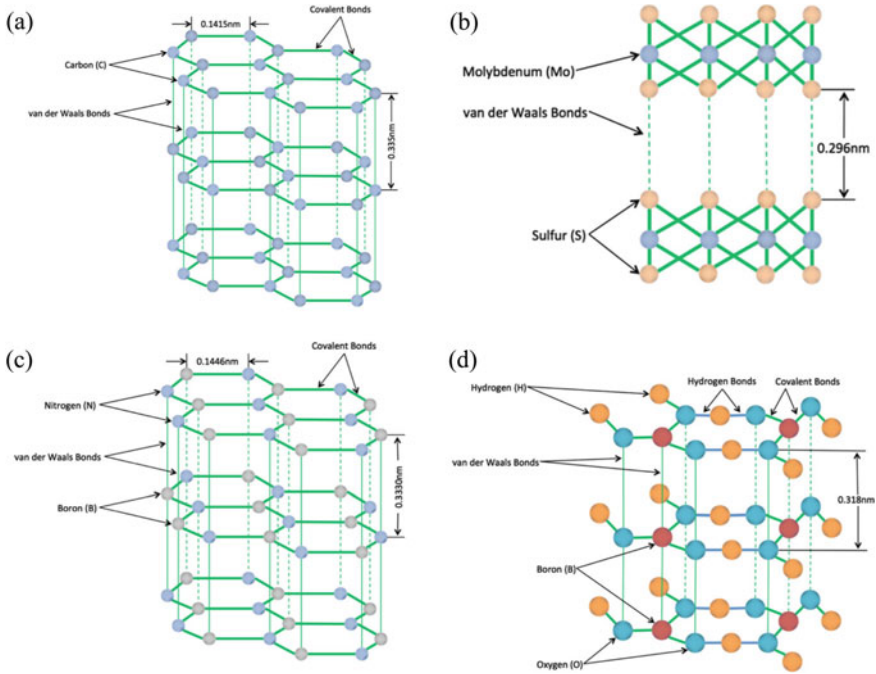 (a)
0.1415nm
Covalent Bonds
Carbon (C)
van der Waals Bonds
0.335nm
(b)
Molybdenum (Mo)
van der Waals Bonds
0.296nm
Sulfur (S)
(c)
0.1446nm
Covalent Bonds
Nitrogen (N)
van der Waals Bonds
Boron (B)
0.3330nm
(d)
Hydrogen (H)
Hydrogen Bonds
Covalent Bonds
van der Waals Bonds
0.318nm
Boron (B)
Oxygen (O)